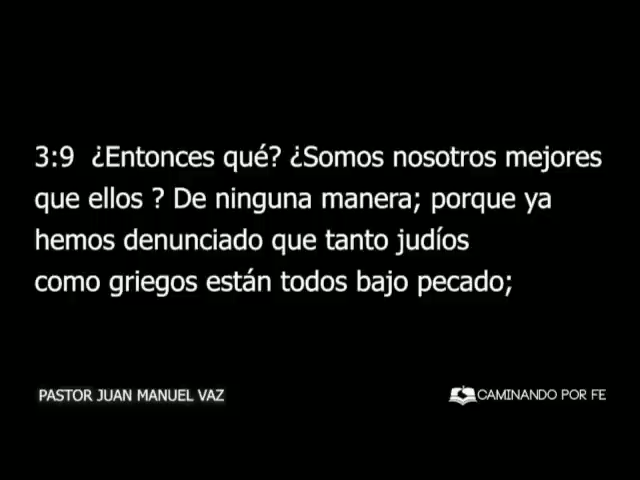 3:9 ¿Entonces qué? ¿Somos nosotros mejores
que ellos ? De ninguna manera; porque ya
hemos denunciado que tanto judíos
como griegos están todos bajo pecado;
PASTOR JUAN MANUEL VAZ
CAMINANDO POR FE